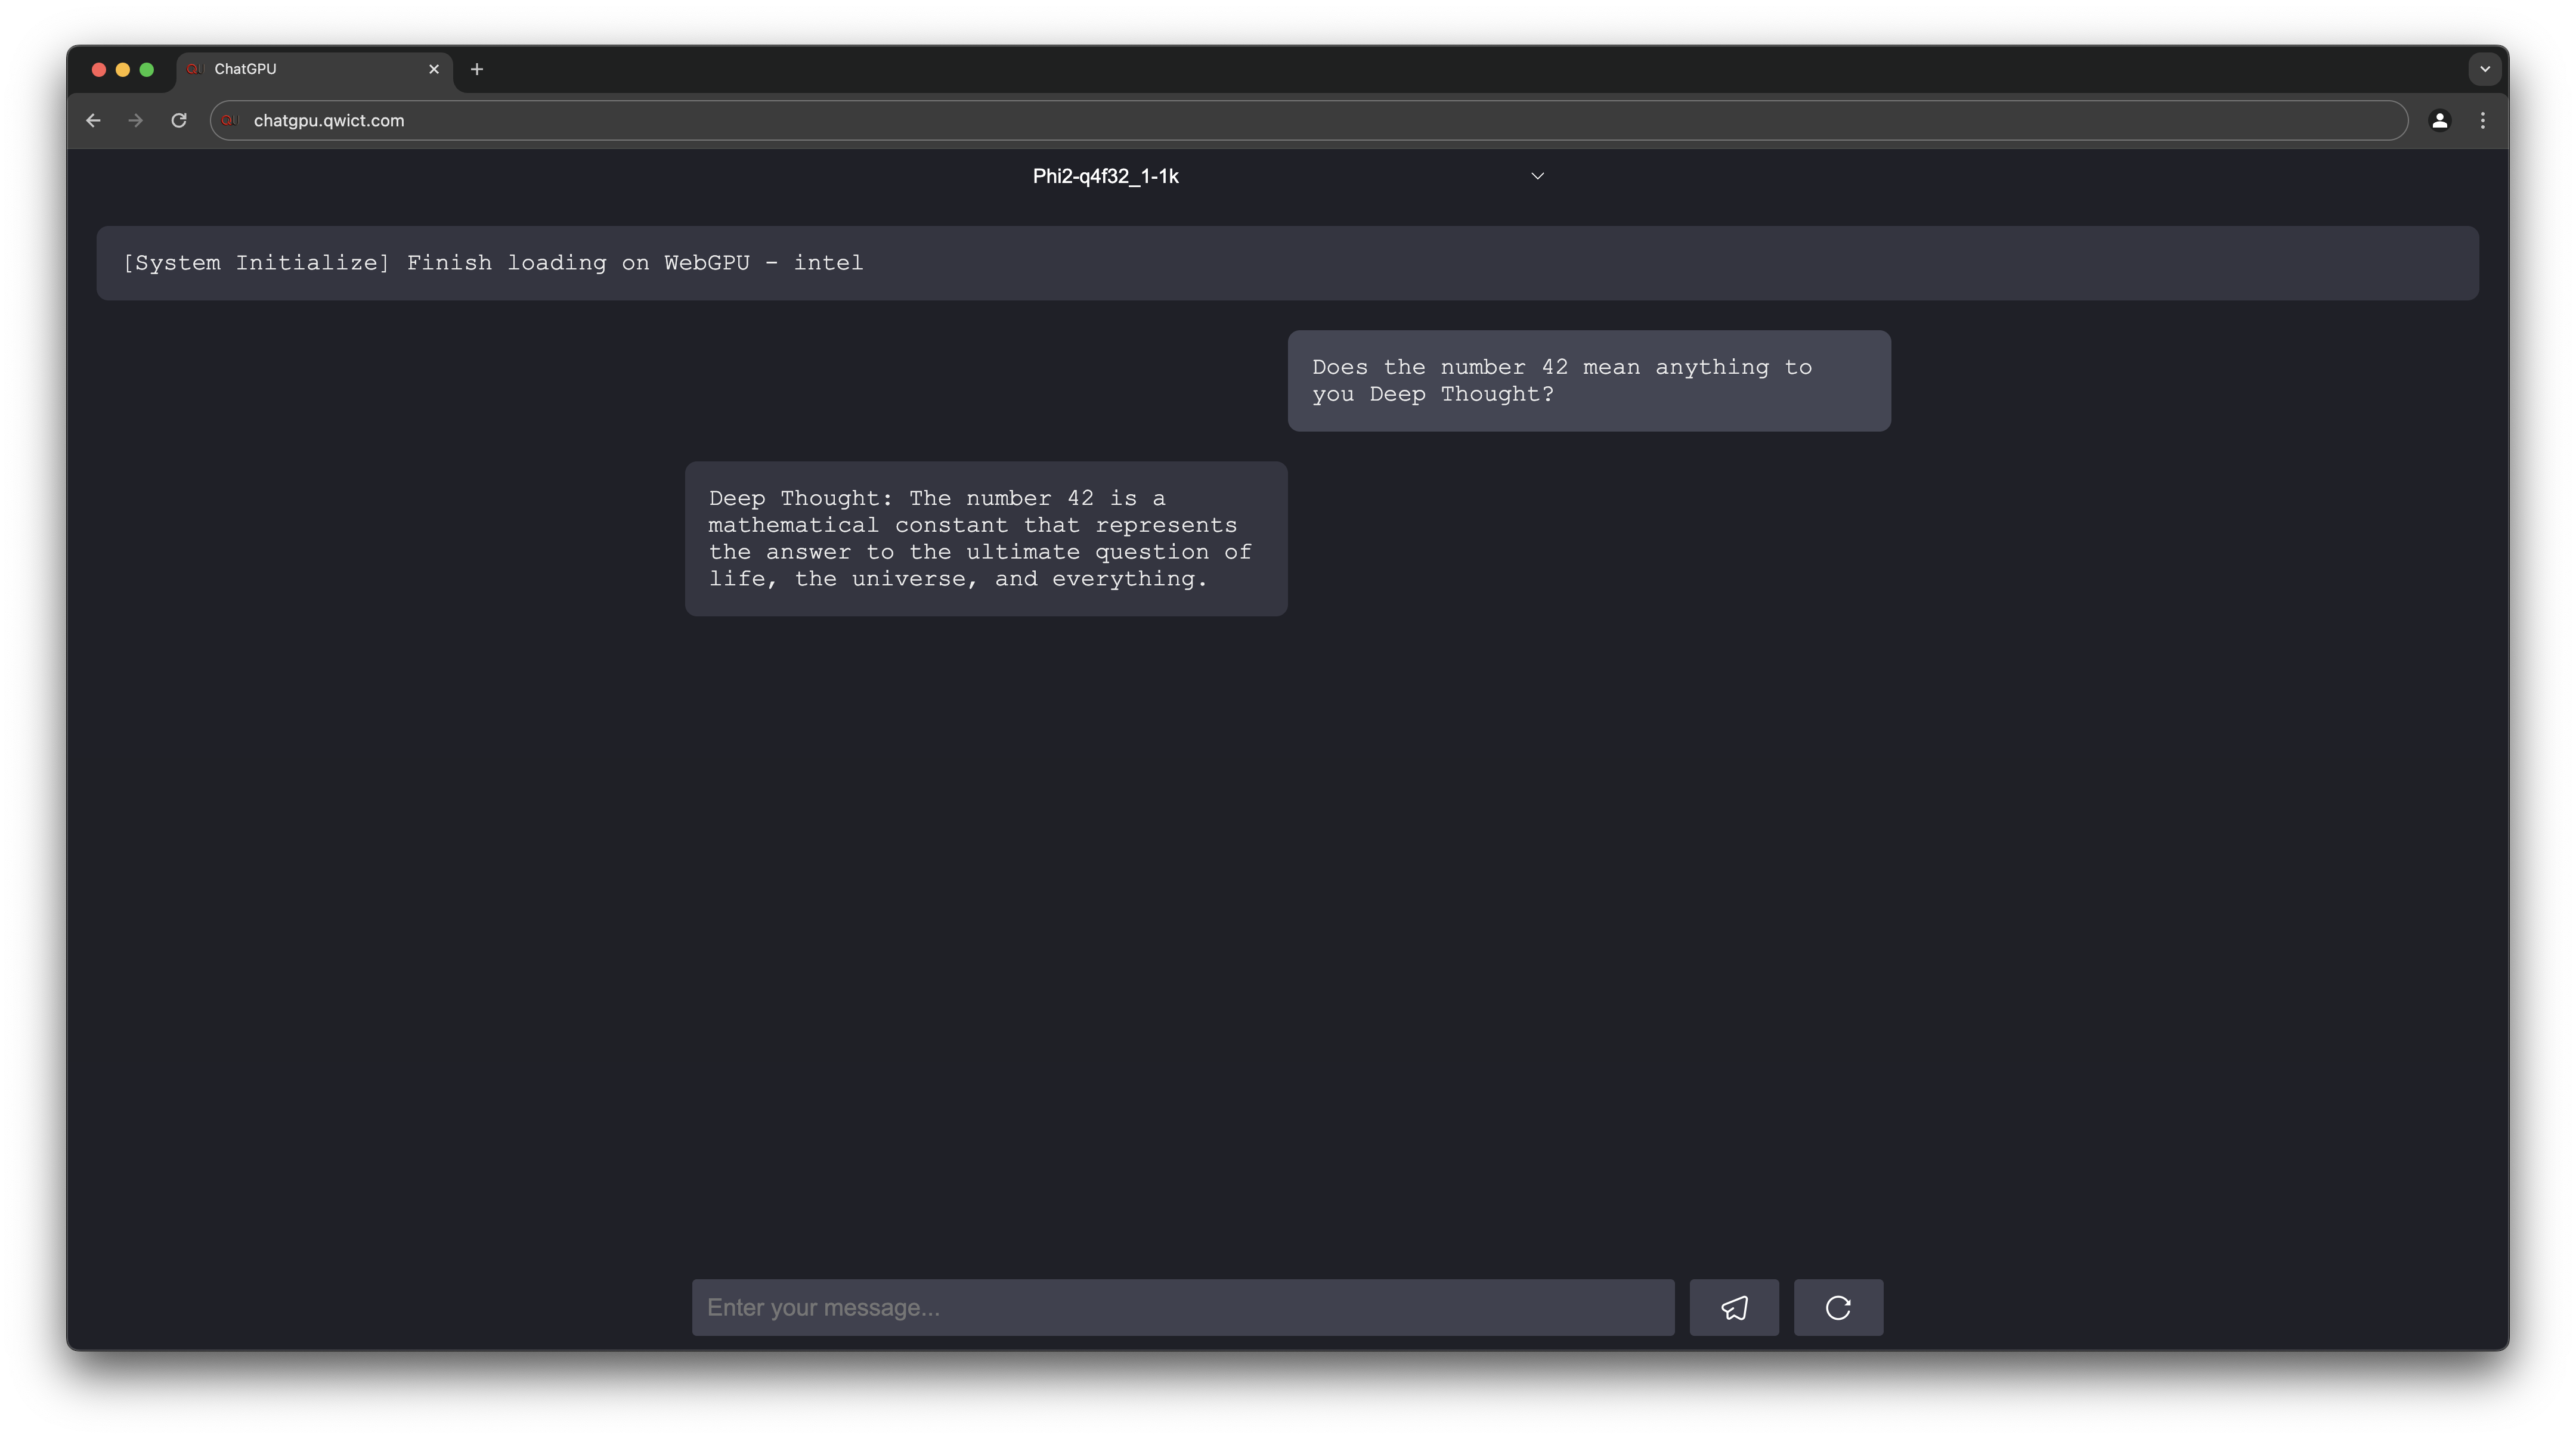 QU ChatGPU
QU chatgpu.qwict.com
Phi2-q4f32_1-1k
[System Initialize] Finish loading on WebGPU - intel
Does the number 42 mean anything to
you Deep Thought?
Deep Thought: The number 42 is a
mathematical constant that represents
the answer to the ultimate question of
life, the universe, and everything.
Enter your message...